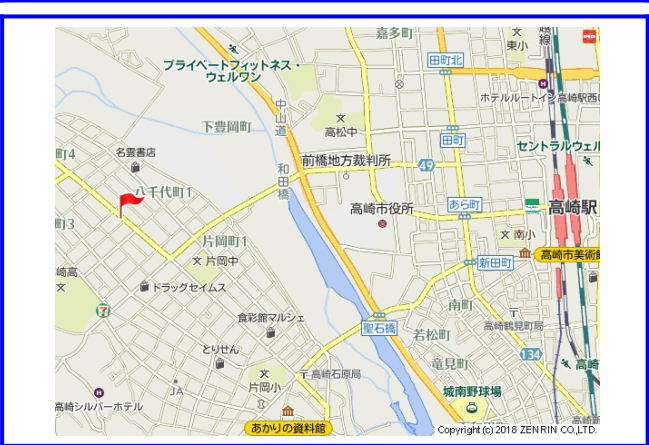 嘉多町
東小
プライベートフィットネス・
ウェルワン
田町北
ホテルルートイン高崎駅西口
中山道
下豊岡町
高松中
田町
セントラルウェル
名雲書店
町4
前橋地方裁判所
49
和田橋
八千代町1
高崎市役所
あら町
高崎駅
町3
片岡町1
南小
片岡中
新田町
高崎市美術館
崎高
ドラッグセイムス
南町
高崎鶴見町局
食彩館マルシェ
聖石橋
若松町
とりせん
134
竜見町
高崎
高崎石原局
片岡小
JA
城南野球場
高崎シルバーホテル
あかりの資料館
Copyright (c) 2018 ZENRIN CO.,LTD.